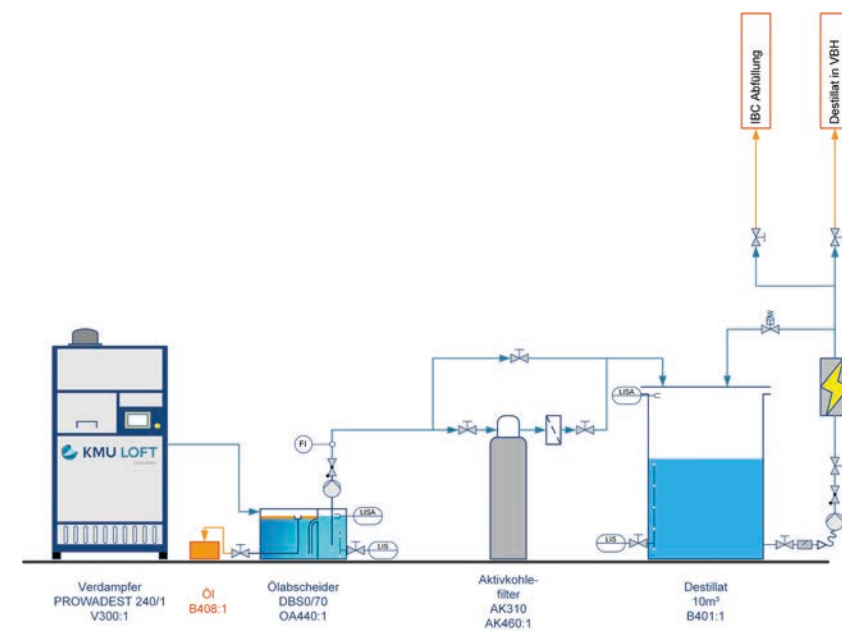 IBC Abfüllung
Destillat in VBH
LISA
FI
KMU LOFT
LISA
LIS
LIS
Verdampfer
PROWADEST 240/1
V300:1
Öl
B408:1
Ölabscheider
DBS0/70
OA440:1
Aktivkohle-
filter
AK310
AK460:1
Destillat
10m³
B401:1